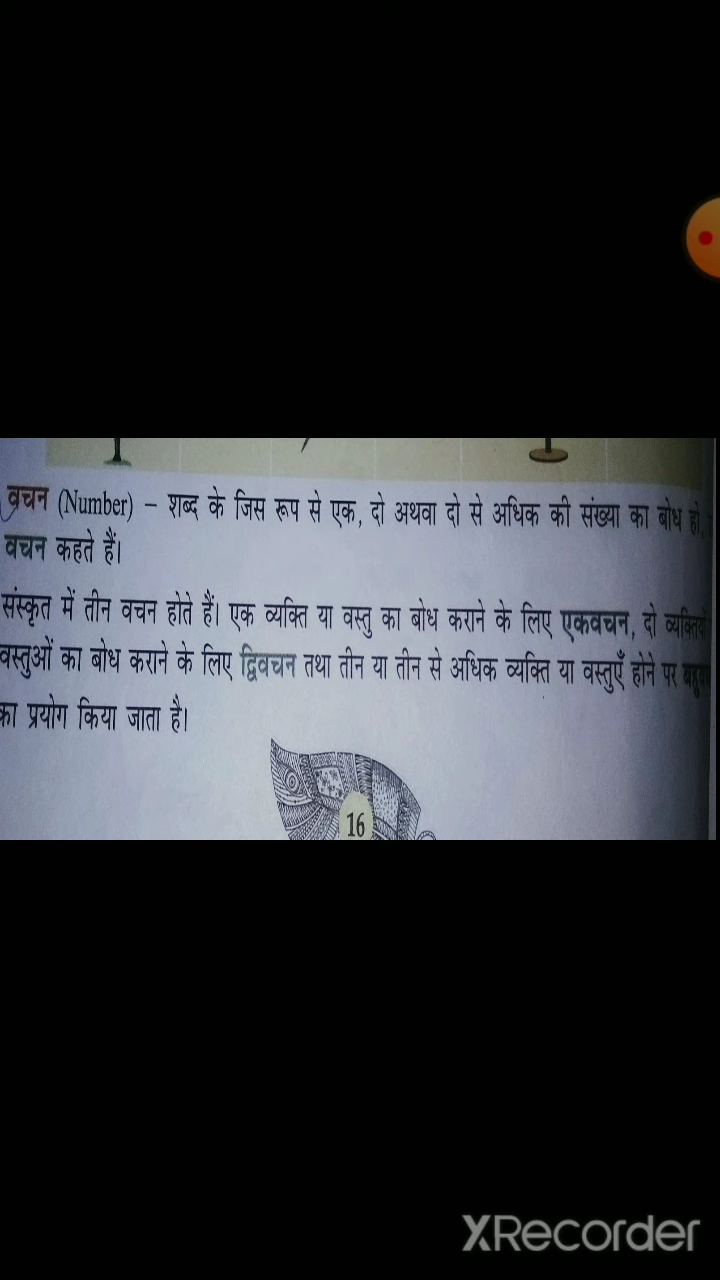 वचन (Number) – शब्द के जिस रूप से एक, दो अथवा दो से अधिक की संख्या का बोध हो,
वचन कहते हैं।
संस्कृत में तीन वचन होते हैं। एक व्यक्ति या वस्तु का बोध कराने के लिए एकवचन, दो
वस्तुओं का बोध कराने के लिए द्विवचन तथा तीन या तीन से अधिक व्यक्ति या वस्तुएँ होने पर
का प्रयोग किया जाता है।
16
XRecorder